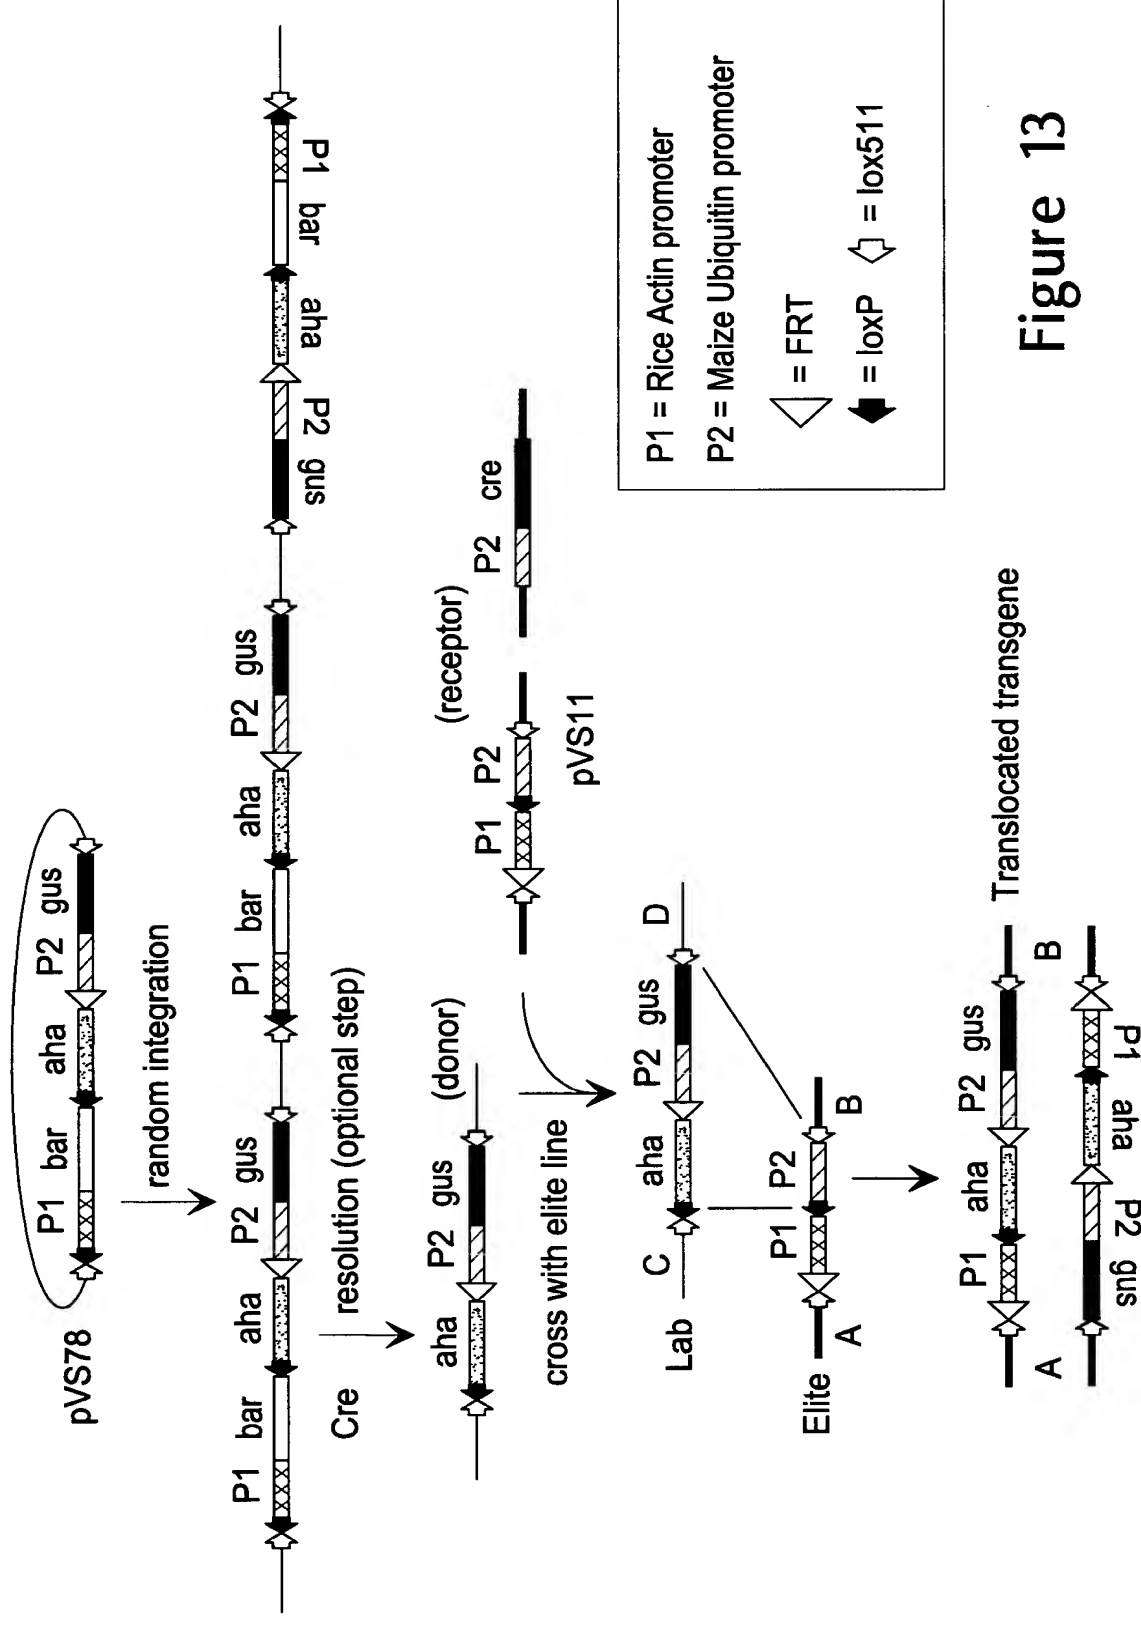 pVS78
P1 bar aha P2 gus
random integration
P1 bar aha P2 gus P1 bar aha P2 gus gus P2 aha bar P1
Cre resolution (optional step)
(donor)
aha P2 gus
(receptor)
P1 P2 P2 cre
pVS11
cross with elite line
Lab C aha P2 gus D
Elite A P1 P2 B
P1 aha P2 gus Translocated transgene
A B
gus P2 aha P1
P1 = Rice Actin promoter
P2 = Maize Ubiquitin promoter
= FRT
= loxP = lox511
Figure 13